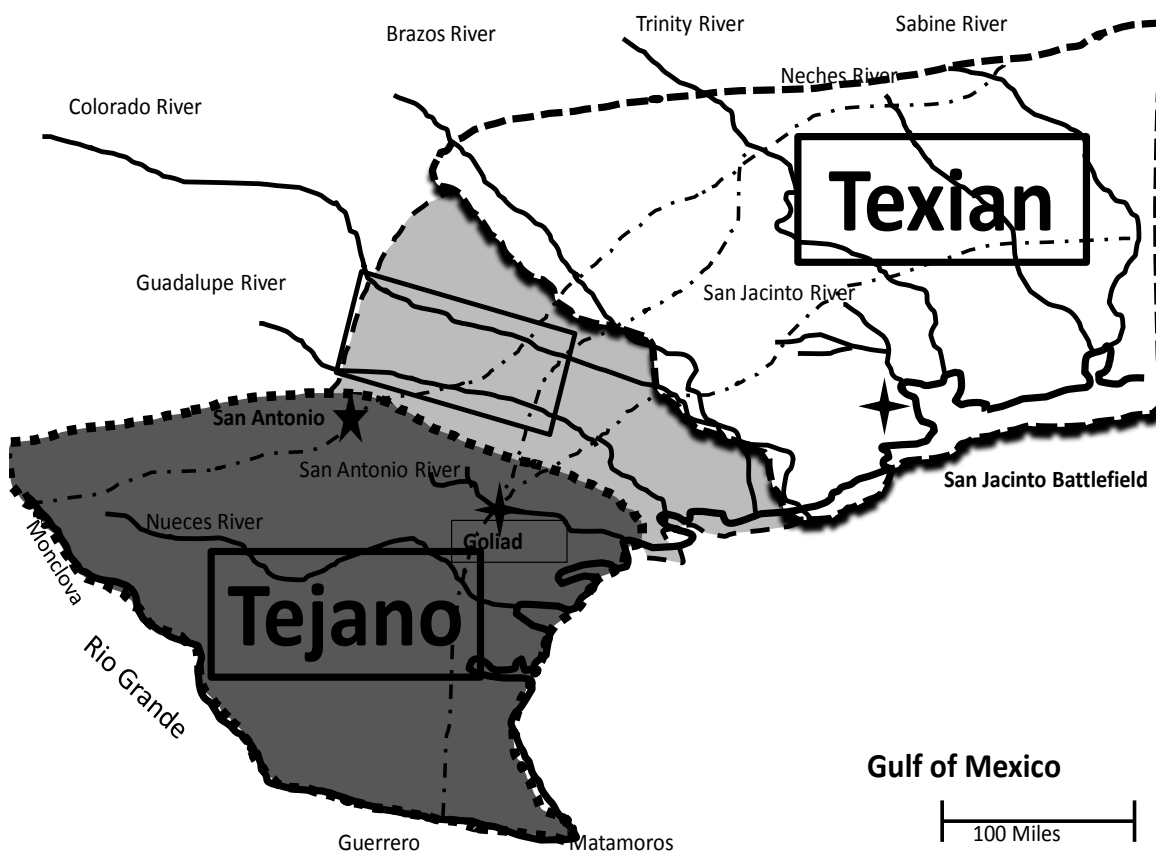 Sabine River
Trinity River
Brazos River
Neches River
Colorado River
Texian
Guadalupe River
San Jacinto River
San Antonio
San Antonio River
San Jacinto Battlefield
Nueces River
Goliad
Monclova
Tejano
Rio Grande
Gulf of Mexico
100 Miles
Guerrero
Matamoros